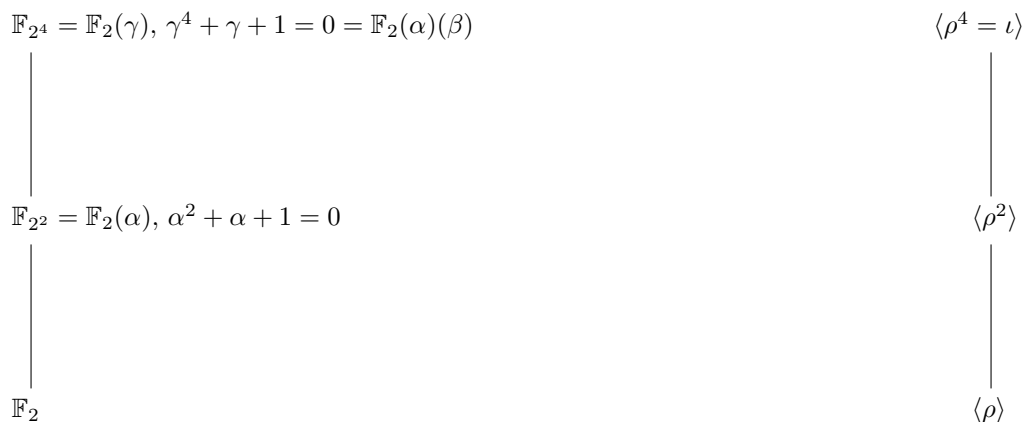 𝔽_{2^4} = 𝔽_2(γ), γ^4 + γ + 1 = 0 = 𝔽_2(α)(β) ⟨ρ^4 = ι⟩
𝔽_{2^2} = 𝔽_2(α), α^2 + α + 1 = 0 ⟨ρ^2⟩
𝔽_2 ⟨ρ⟩